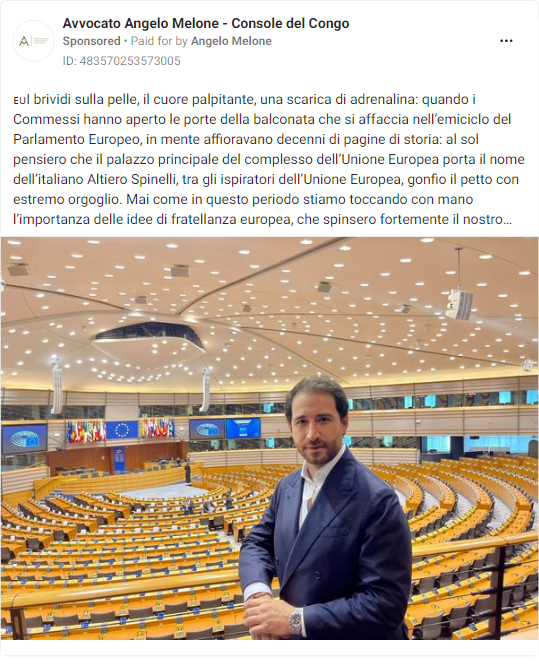 Avvocato Angelo Melone - Console del Congo
Sponsored • Paid for by Angelo Melone
ID: 483570253573005
🇪🇺I brividi sulla pelle, il cuore palpitante, una scarica di adrenalina: quando i
Commessi hanno aperto le porte della balconata che si affaccia nell’emiciclo del
Parlamento Europeo, in mente affioravano decenni di pagine di storia: al sol
pensiero che il palazzo principale del complesso dell’Unione Europea porta il nome
dell’italiano Altiero Spinelli, tra gli ispiratori dell’Unione Europea, gonfio il petto con
estremo orgoglio. Mai come in questo periodo stiamo toccando con mano
l’importanza delle idee di fratellanza europea, che spinsero fortemente il nostro...